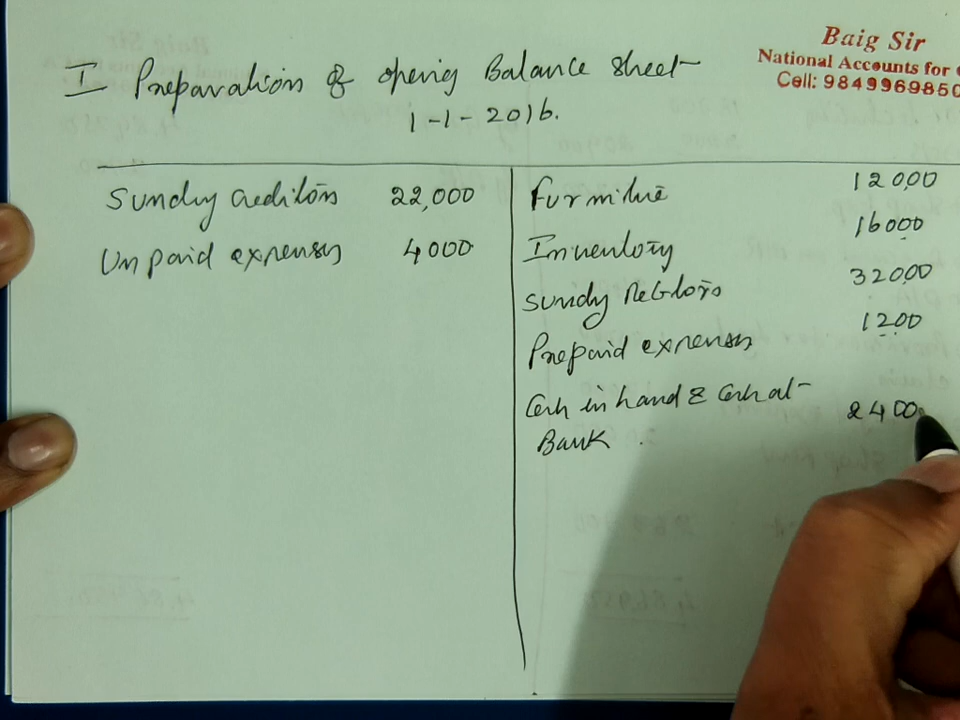 Baig Sir
National Accounts for
Cell: 9849969850
I Preparation of opening Balance sheet
1-1-2016.
Sundry creditors 22,000
Unpaid expenses 4000
Furniture 12000
Inventory 16000
Sundry Debtors 32000
Prepaid expenses 1200
Cash in hand & Cash at
Bank 2400